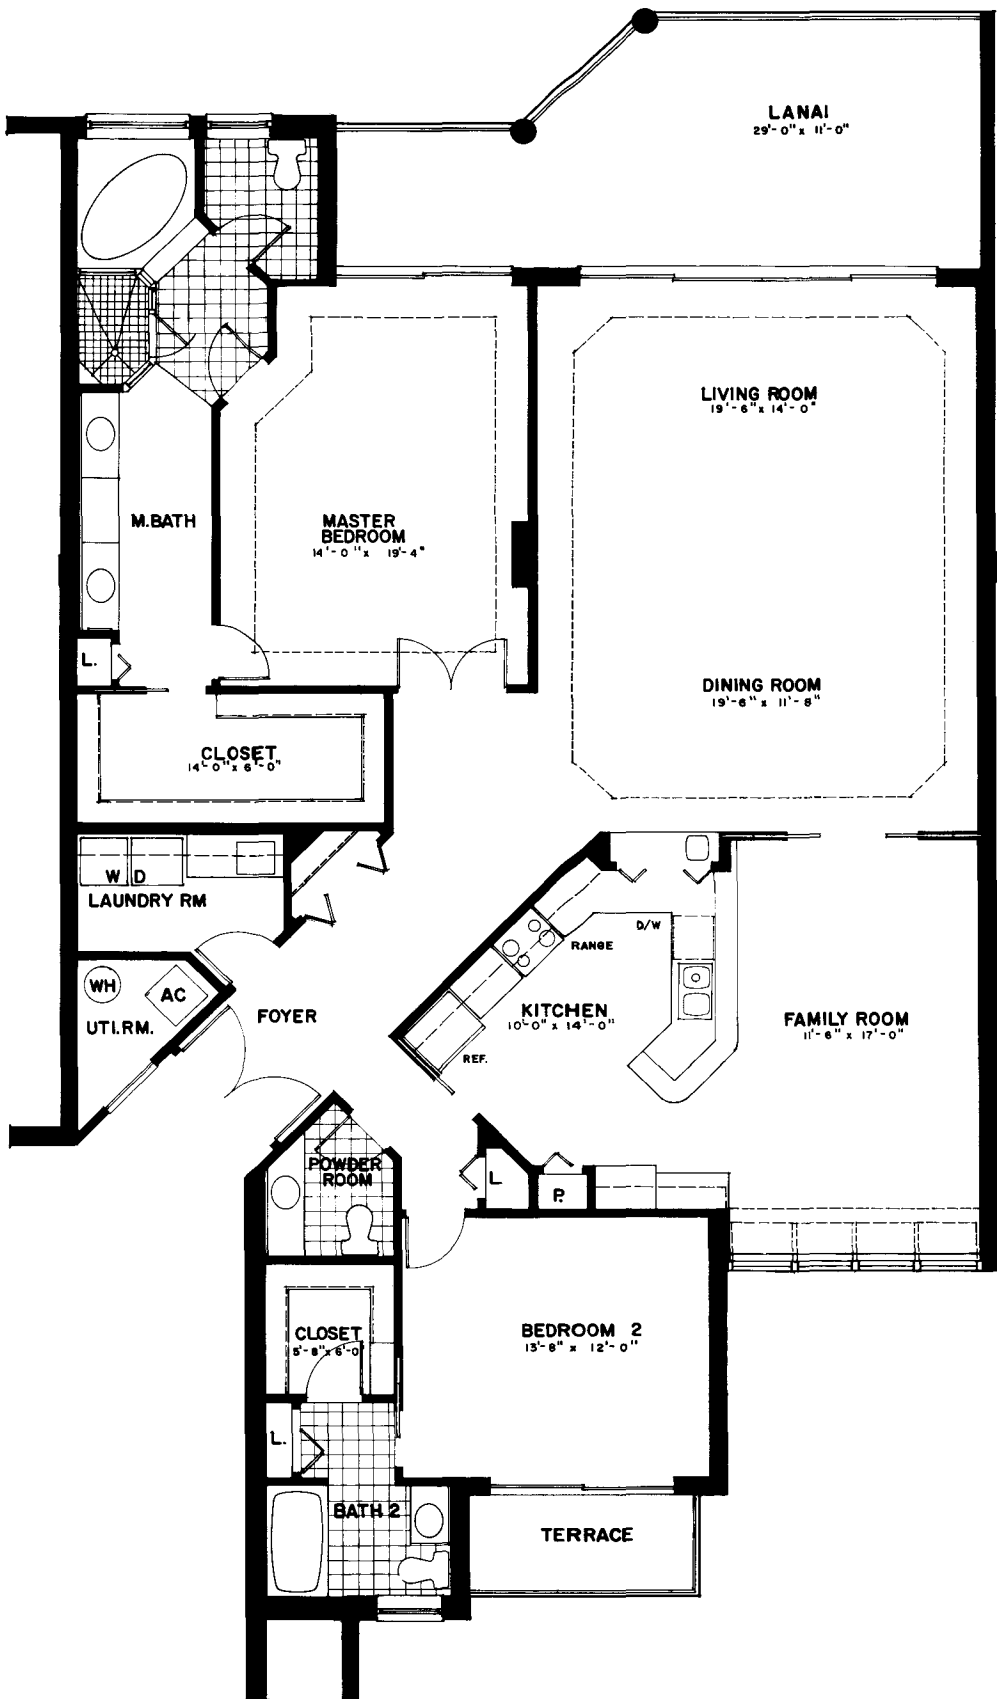 LANAI
29'-0" x 11'-0"
LIVING ROOM
19'-6" x 14'-0"
M.BATH
MASTER
BEDROOM
14'-0" x 19'-4"
L.
DINING ROOM
19'-6" x 11'-8"
CLOSET
14'-0" x 6'-0"
W D
LAUNDRY RM
D/W
RANGE
WH
AC
UTI.RM.
FOYER
KITCHEN
10'-0" x 14'-0"
FAMILY ROOM
11'-6" x 17'-0"
REF.
POWDER
ROOM
L.
P.
BEDROOM 2
13'-8" x 12'-0"
CLOSET
5'-8" x 6'-0"
L.
BATH 2
TERRACE